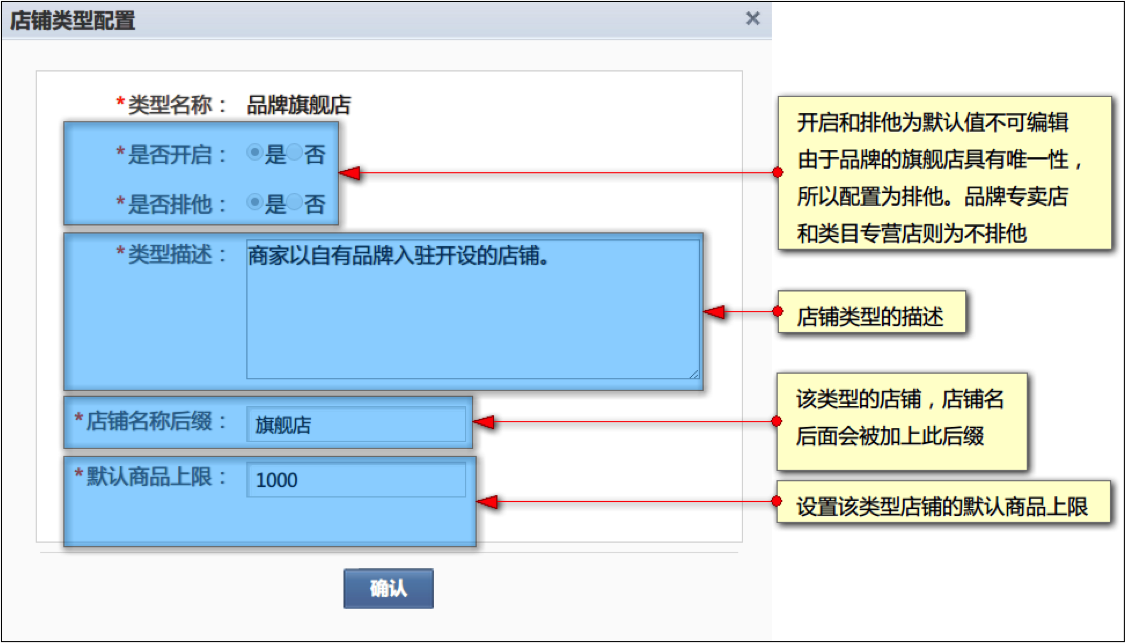 店铺类型配置
*类型名称： 品牌旗舰店
*是否开启： 是 否
*是否排他： 是 否
开启和排他为默认值不可编辑
由于品牌的旗舰店具有唯一性，
所以配置为排他。品牌专卖店
和类目专营店则为不排他
*类型描述： 商家以自有品牌入驻开设的店铺。
店铺类型的描述
*店铺名称后缀： 旗舰店
该类型的店铺，店铺名
后面会被加上此后缀
*默认商品上限： 1000
设置该类型店铺的默认商品上限
确认